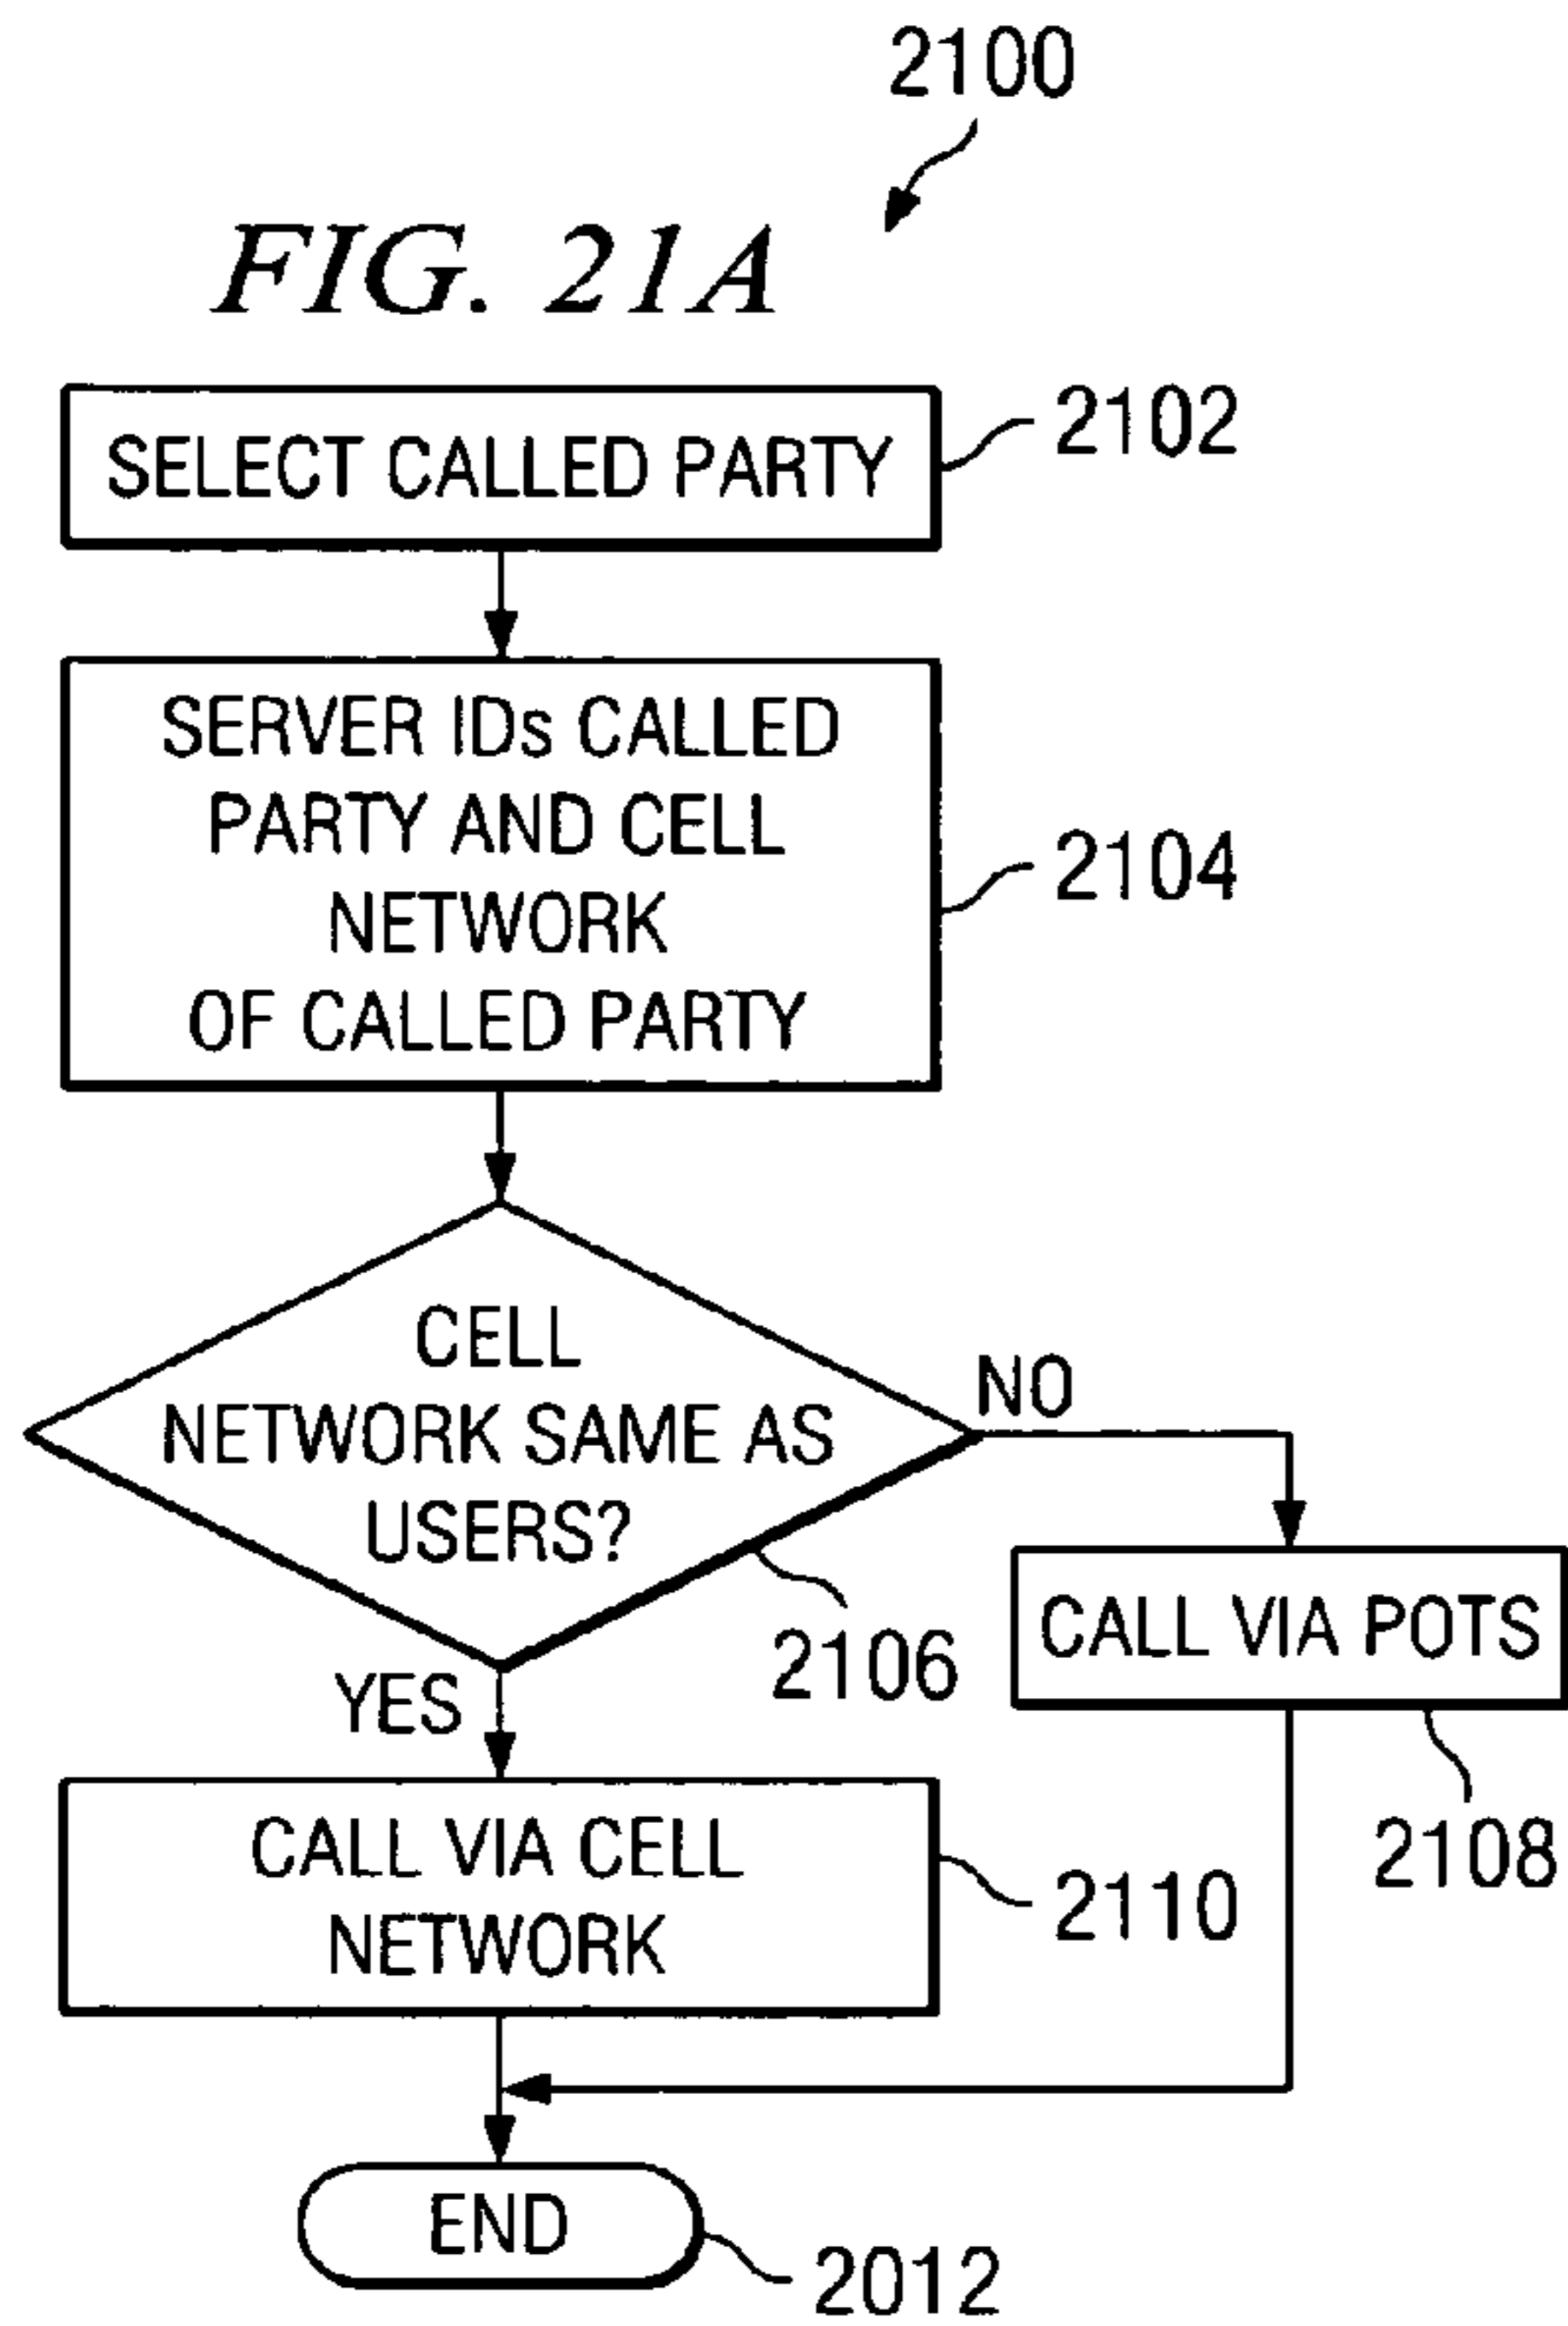 2100
FIG. 21A
SELECT CALLED PARTY
2102
SERVER IDs CALLED
PARTY AND CELL
NETWORK
OF CALLED PARTY
2104
CELL
NETWORK SAME AS
USERS?
2106
NO
CALL VIA POTS
2108
YES
CALL VIA CELL
NETWORK
2110
END
2012